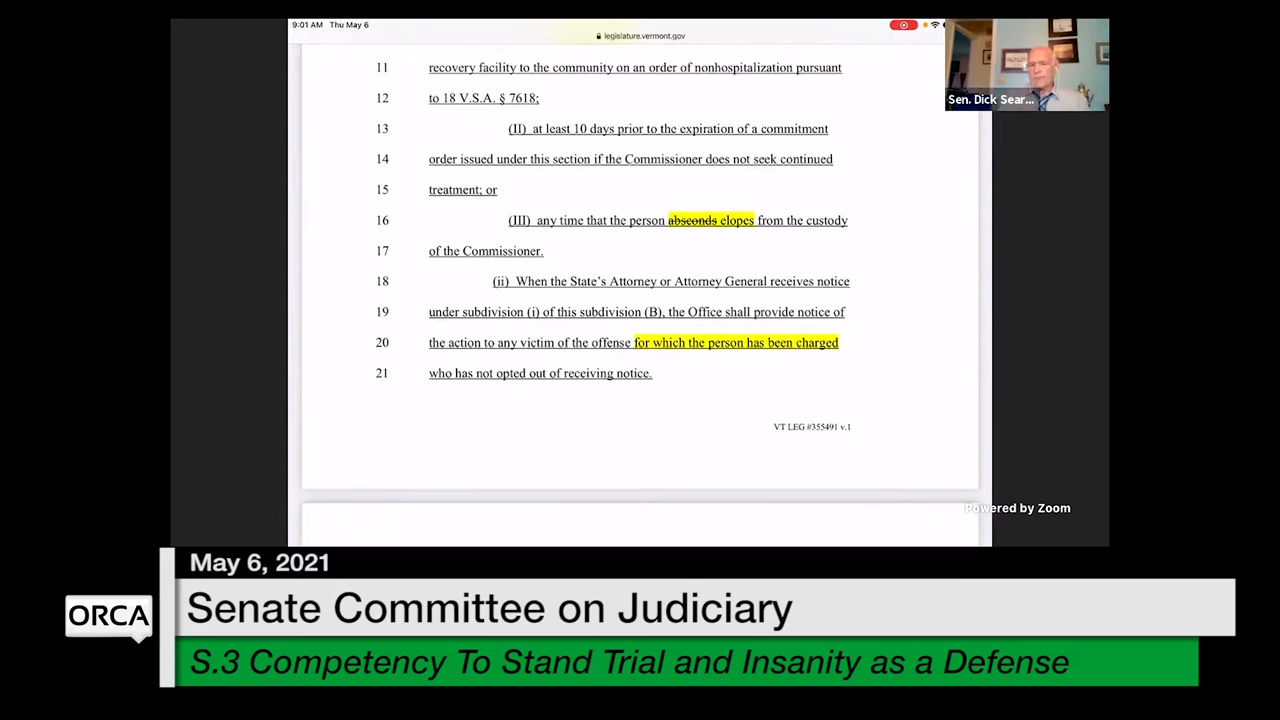 9:01 AM Thu May 6
legislature.vermont.gov
11 recovery facility to the community on an order of nonhospitalization pursuant
12 to 18 V.S.A. § 7618;
13 (II) at least 10 days prior to the expiration of a commitment
14 order issued under this section if the Commissioner does not seek continued
15 treatment; or
16 (III) any time that the person absconds elopes from the custody
17 of the Commissioner.
18 (ii) When the State's Attorney or Attorney General receives notice
19 under subdivision (i) of this subdivision (B), the Office shall provide notice of
20 the action to any victim of the offense for which the person has been charged
21 who has not opted out of receiving notice.
VT LEG #355491 v.1
Sen. Dick Sear...
Powered by Zoom
May 6, 2021
ORCA
Senate Committee on Judiciary
S.3 Competency To Stand Trial and Insanity as a Defense